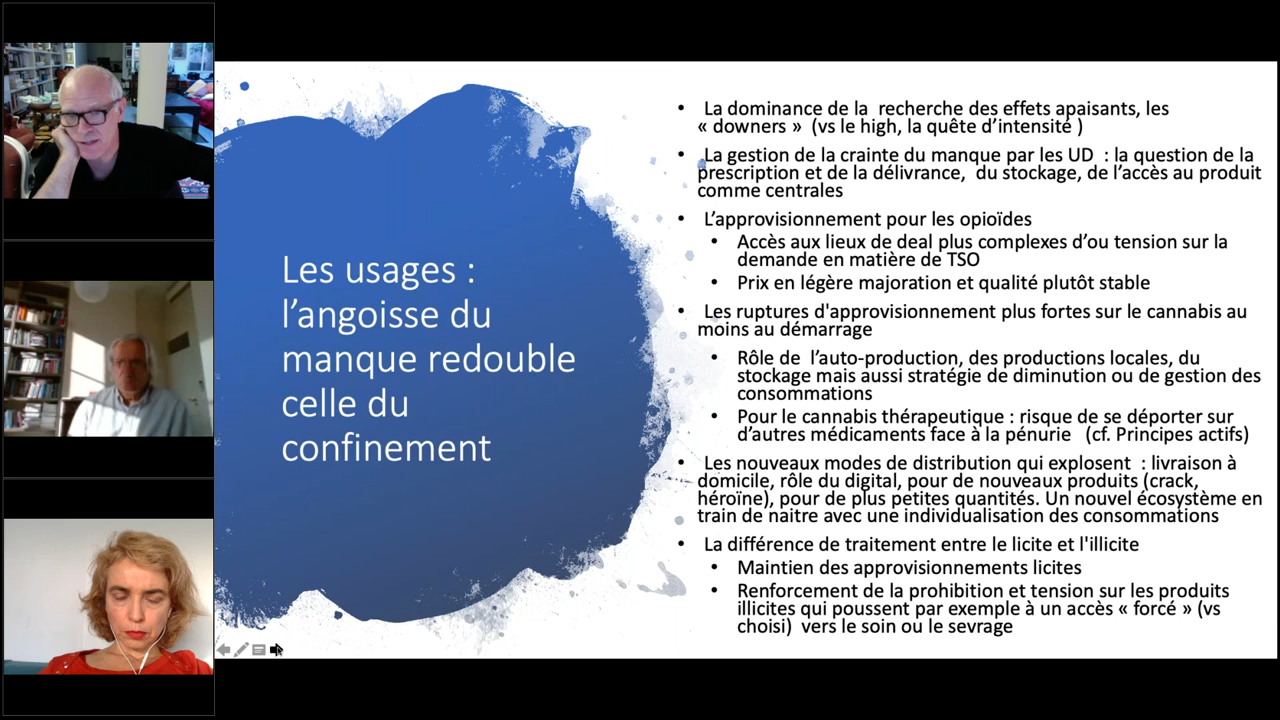 Les usages :
l’angoisse du
manque redouble
celle du
confinement
• La dominance de la recherche des effets apaisants, les
« downers » (vs le high, la quête d’intensité )
• La gestion de la crainte du manque par les UD : la question de la
prescription et de la délivrance, du stockage, de l’accès au produit
comme centrales
• L’approvisionnement pour les opioïdes
• Accès aux lieux de deal plus complexes d’ou tension sur la
demande en matière de TSO
• Prix en légère majoration et qualité plutôt stable
• Les ruptures d'approvisionnement plus fortes sur le cannabis au
moins au démarrage
• Rôle de l’auto-production, des productions locales, du
stockage mais aussi stratégie de diminution ou de gestion des
consommations
• Pour le cannabis thérapeutique : risque de se déporter sur
d’autres médicaments face à la pénurie (cf. Principes actifs)
• Les nouveaux modes de distribution qui explosent : livraison à
domicile, rôle du digital, pour de nouveaux produits (crack,
héroïne), pour de plus petites quantités. Un nouvel écosystème en
train de naitre avec une individualisation des consommations
• La différence de traitement entre le licite et l'illicite
• Maintien des approvisionnements licites
• Renforcement de la prohibition et tension sur les produits
illicites qui poussent par exemple à un accès « forcé » (vs
choisi) vers le soin ou le sevrage